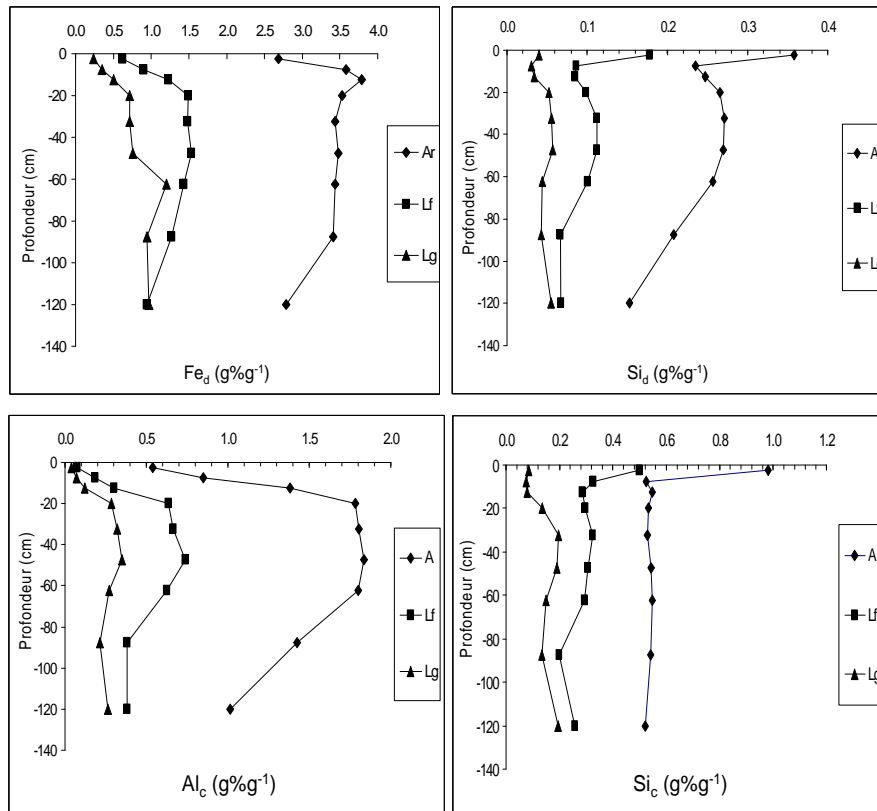 0.0 0.5 1.0 1.5 2.0 2.5 3.0 3.5 4.0
0
-20
-40
-60
-80
-100
-120
-140
Profondeur (cm)
Ar
Lf
Lg
Fed (g%g-1)
0.0 0.1 0.2 0.3 0.4
0
-20
-40
-60
-80
-100
-120
-140
Profondeur (cm)
A
L
L
Sid (g%g-1)
0.0 0.5 1.0 1.5 2.0
0
-20
-40
-60
-80
-100
-120
-140
Profondeur (cm)
A
Lf
Lg
Alc (g%g-1)
0.0 0.2 0.4 0.6 0.8 1.0 1.2
0
-20
-40
-60
-80
-100
-120
-140
Profondeur (cm)
A
Lf
Lg
Sic (g%g-1)